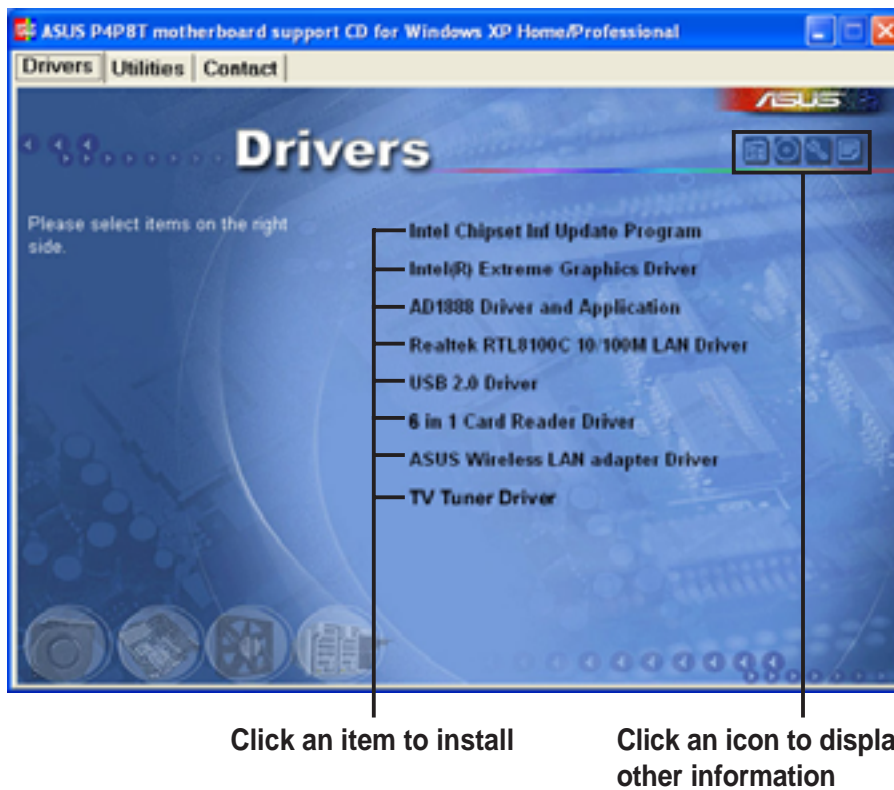 ASUS P4P8T motherboard support CD for Windows XP Home/Professional
Drivers Utilities Contact
ASUS
Drivers
Please select items on the right
side.
Intel Chipset Inf Update Program
Intel(R) Extreme Graphics Driver
AD1888 Driver and Application
Realtek RTL8100C 10/100M LAN Driver
USB 2.0 Driver
6 in 1 Card Reader Driver
ASUS Wireless LAN adapter Driver
TV Tuner Driver
Click an item to install
Click an icon to displa
other information